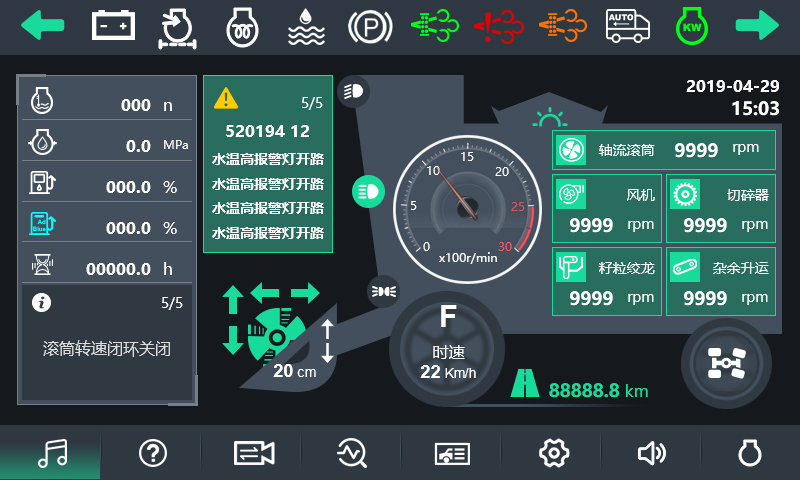 AUTO
KW
2019-04-29
15:03
000 n
0.0 MPa
000.0 %
Ad Blue
000.0 %
00000.0 h
5/5
滚筒转速闭环关闭
5/5
520194 12
水温高报警灯开路
水温高报警灯开路
水温高报警灯开路
水温高报警灯开路
0 5 10 15 20 25 30
x100r/min
轴流滚筒 9999 rpm
风机
9999 rpm
切碎器
9999 rpm
籽粒绞龙
9999 rpm
杂余升运
9999 rpm
20 cm
F
时速
22 Km/h
88888.8 km